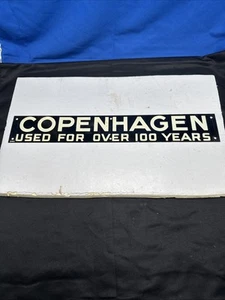 COPENHAGEN
USED FOR OVER 100 YEARS